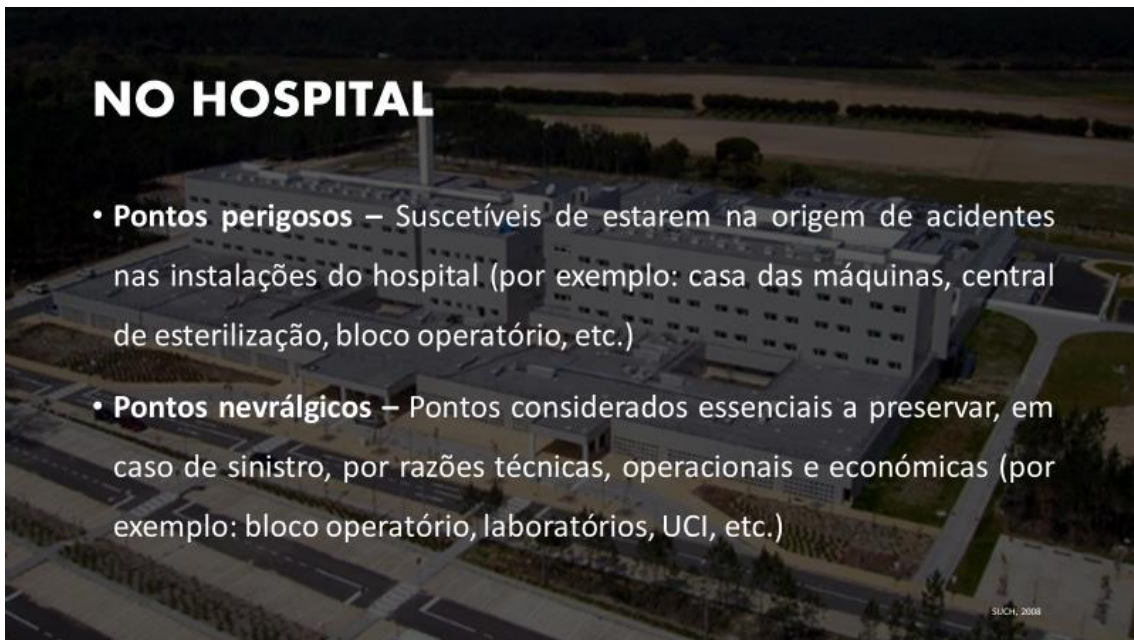 NO HOSPITAL
• Pontos perigosos – Suscetíveis de estarem na origem de acidentes
nas instalações do hospital (por exemplo: casa das máquinas, central
de esterilização, bloco operatório, etc.)
• Pontos nevrálgicos – Pontos considerados essenciais a preservar, em
caso de sinistro, por razões técnicas, operacionais e económicas (por
exemplo: bloco operatório, laboratórios, UCI, etc.)
SUCH, 2008